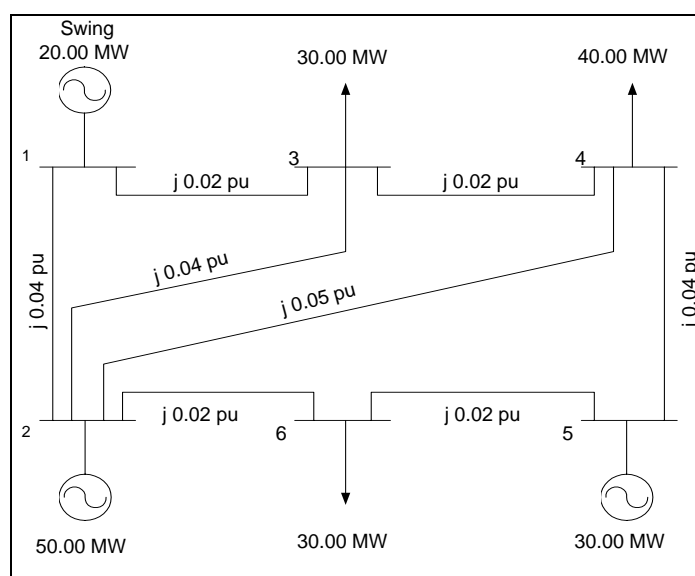 Swing
20.00 MW
30.00 MW
40.00 MW
1
3
4
j 0.02 pu
j 0.02 pu
j 0.04 pu
j 0.04 pu
j 0.05 pu
j 0.04 pu
j 0.02 pu
j 0.02 pu
2
6
5
50.00 MW
30.00 MW
30.00 MW